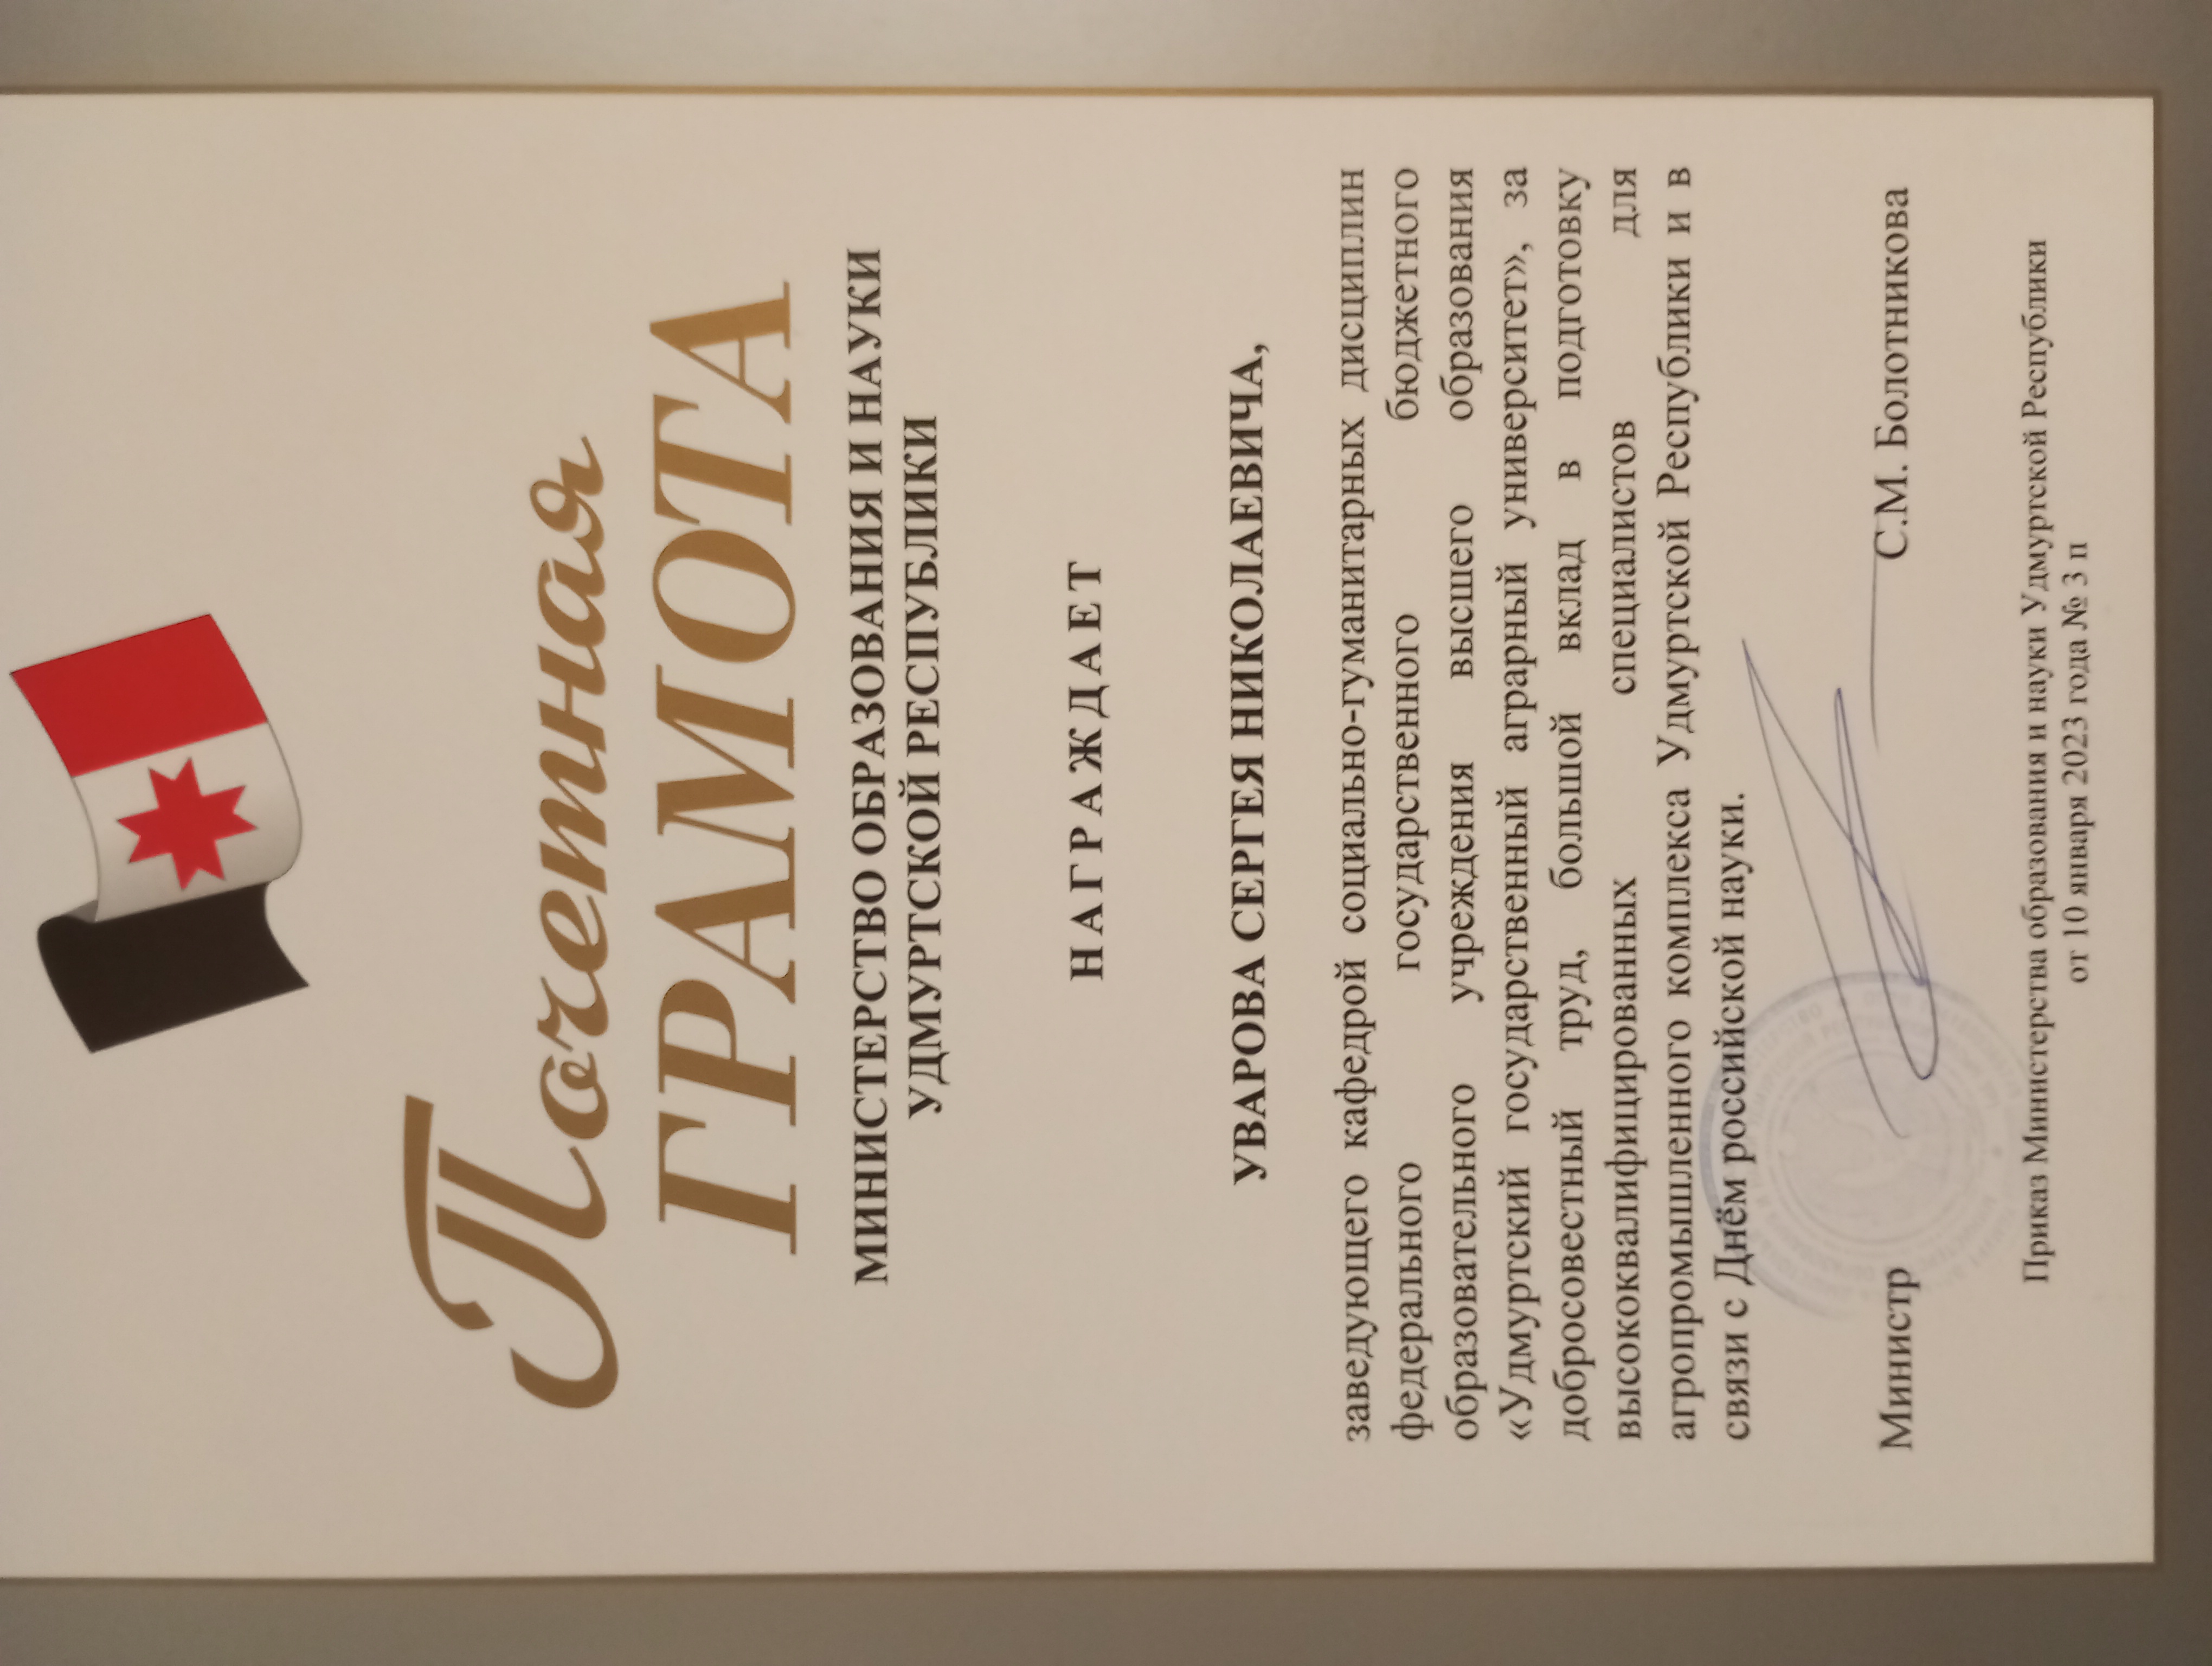 Почетная
ГРАМОТА
МИНИСТЕРСТВО ОБРАЗОВАНИЯ И НАУКИ
УДМУРТСКОЙ РЕСПУБЛИКИ
НАГРАЖДАЕТ
УВАРОВА СЕРГЕЯ НИКОЛАЕВИЧА,
заведующего кафедрой социально-гуманитарных дисциплин
федерального государственного бюджетного
образовательного учреждения высшего образования
«Удмуртский государственный аграрный университет», за
добросовестный труд, большой вклад в подготовку
высококвалифицированных специалистов для
агропромышленного комплекса Удмуртской Республики и в
связи с Днём российской науки.
Министр С.М. Болотникова
Приказ Министерства образования и науки Удмуртской Республики
от 10 января 2023 года № 3 п